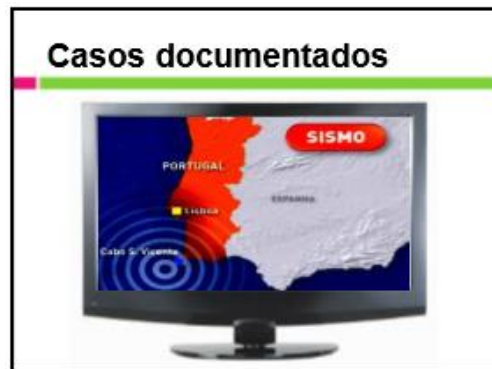 Casos documentados
SISMO
PORTUGAL
ESPANHA
Lisboa
Cabo S. Vicente